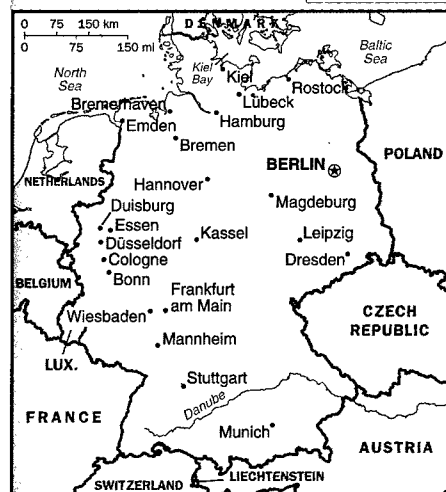 DENMARK
0 75 150 km
0 75 150 mi
North
Sea
Kiel
Bay
Baltic
Sea
Kiel
Rostock
Lübeck
Bremerhaven
Hamburg
Emden
Bremen
BERLIN
POLAND
NETHERLANDS
Hannover
Magdeburg
Duisburg
Essen
Kassel
Leipzig
Düsseldorf
Dresden
Cologne
BELGIUM
Bonn
Frankfurt
am Main
Wiesbaden
CZECH
REPUBLIC
Mannheim
LUX.
Stuttgart
Danube
FRANCE
Munich
AUSTRIA
LIECHTENSTEIN
SWITZERLAND